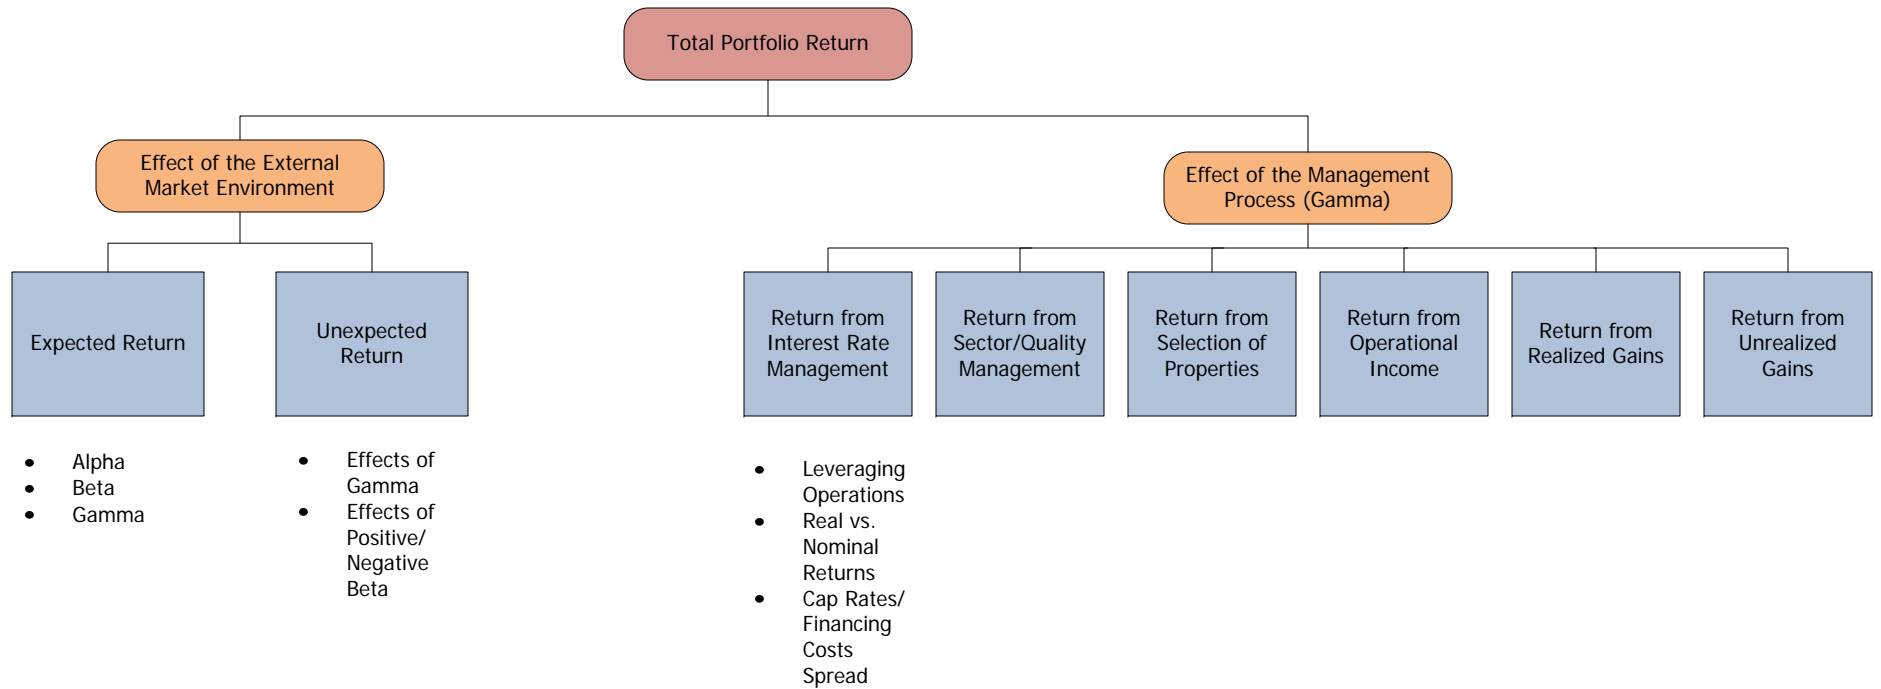 Total Portfolio Return
Effect of the External
Market Environment
Effect of the Management
Process (Gamma)
Expected Return
Unexpected
Return
Return from
Interest Rate
Management
Return from
Sector/Quality
Management
Return from
Selection of
Properties
Return from
Operational
Income
Return from
Realized Gains
Return from
Unrealized
Gains
• Alpha
• Beta
• Gamma
• Effects of
Gamma
• Effects of
Positive/
Negative
Beta
• Leveraging
Operations
• Real vs.
Nominal
Returns
• Cap Rates/
Financing
Costs
Spread